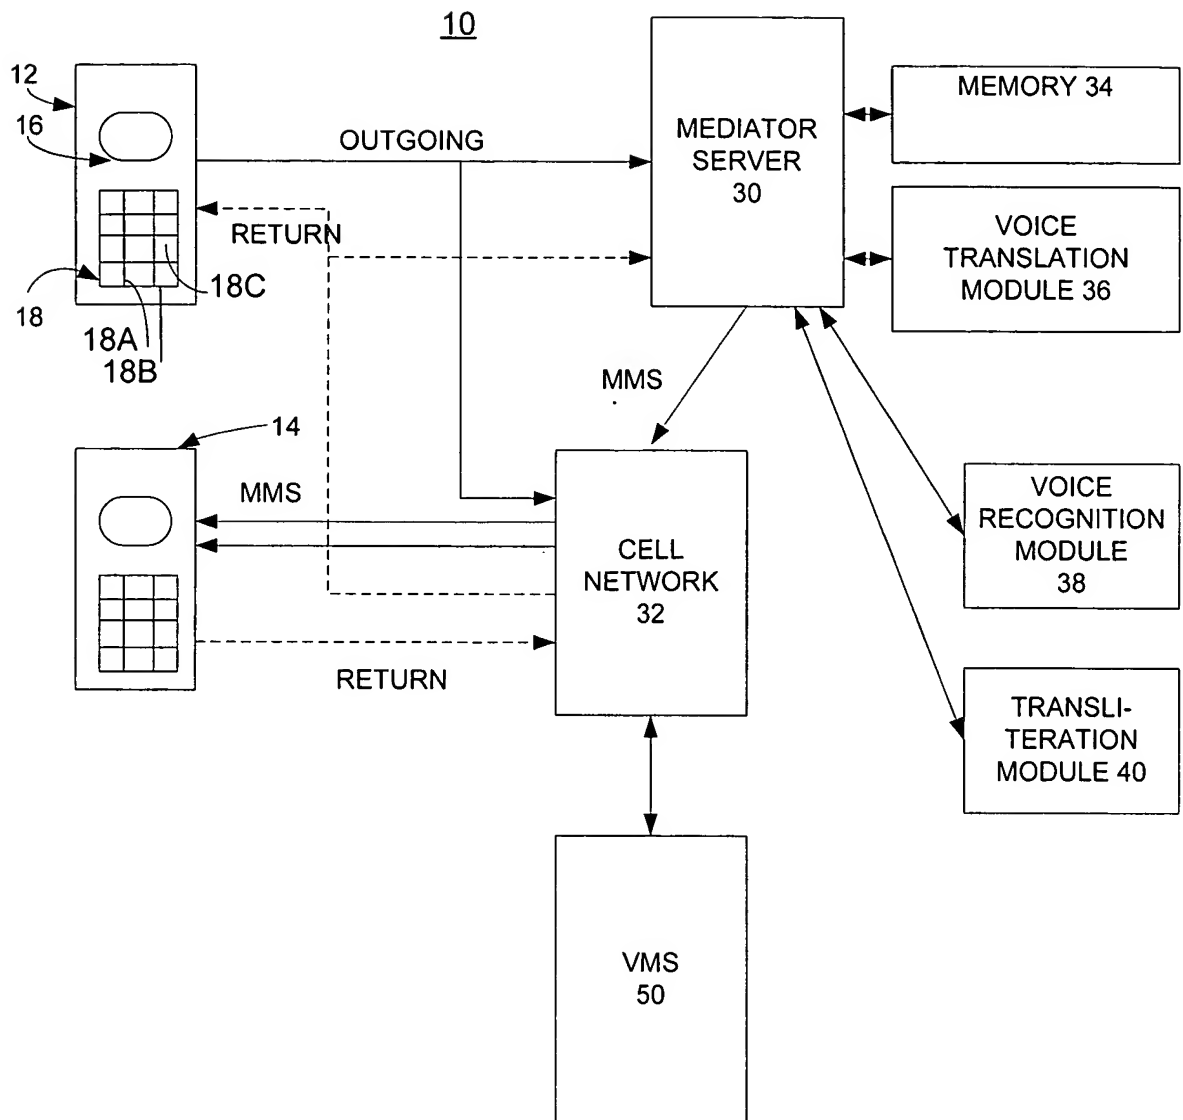 10
12
16
OUTGOING
MEDIATOR
SERVER
30
MEMORY 34
RETURN
VOICE
TRANSLATION
MODULE 36
18
18C
18A
18B
MMS
14
MMS
CELL
NETWORK
32
VOICE
RECOGNITION
MODULE
38
RETURN
TRANSLI-
TERATION
MODULE 40
VMS
50